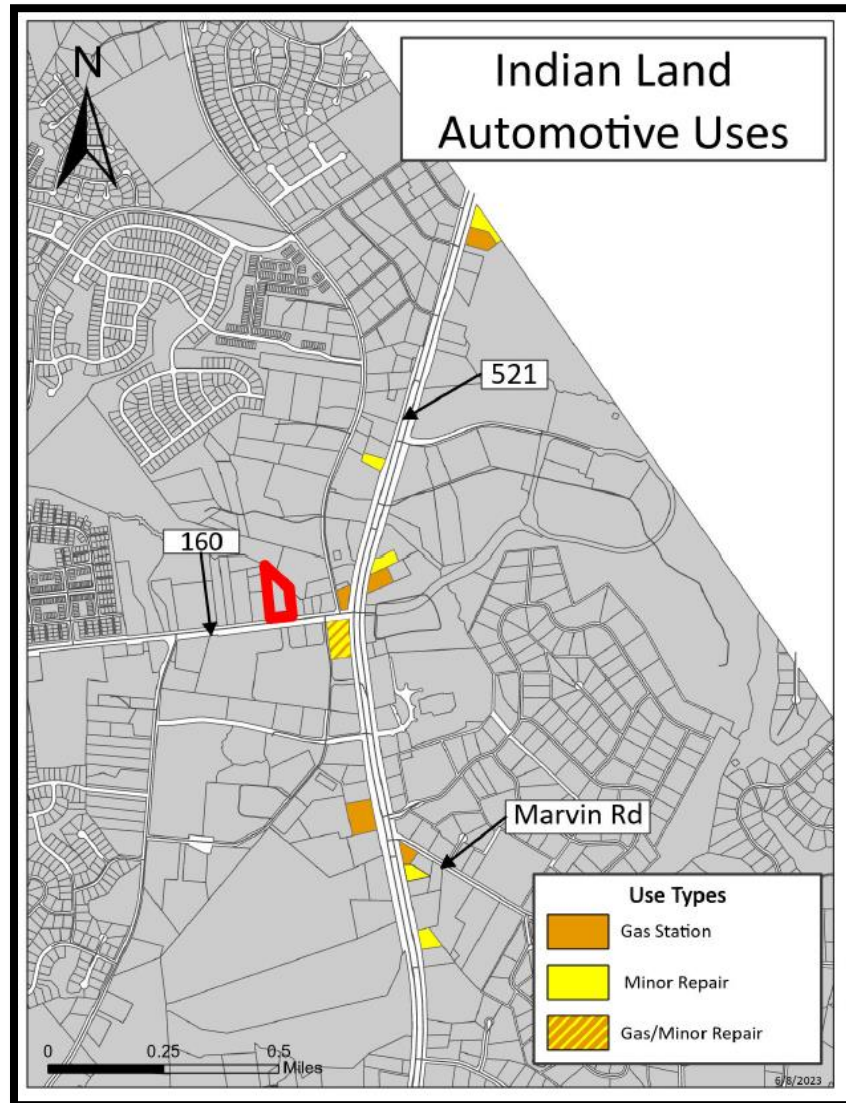 Indian Land
Automotive Uses
N
521
160
Marvin Rd
Use Types
Gas Station
Minor Repair
Gas/Minor Repair
0 0.25 0.5
Miles
6/8/2023